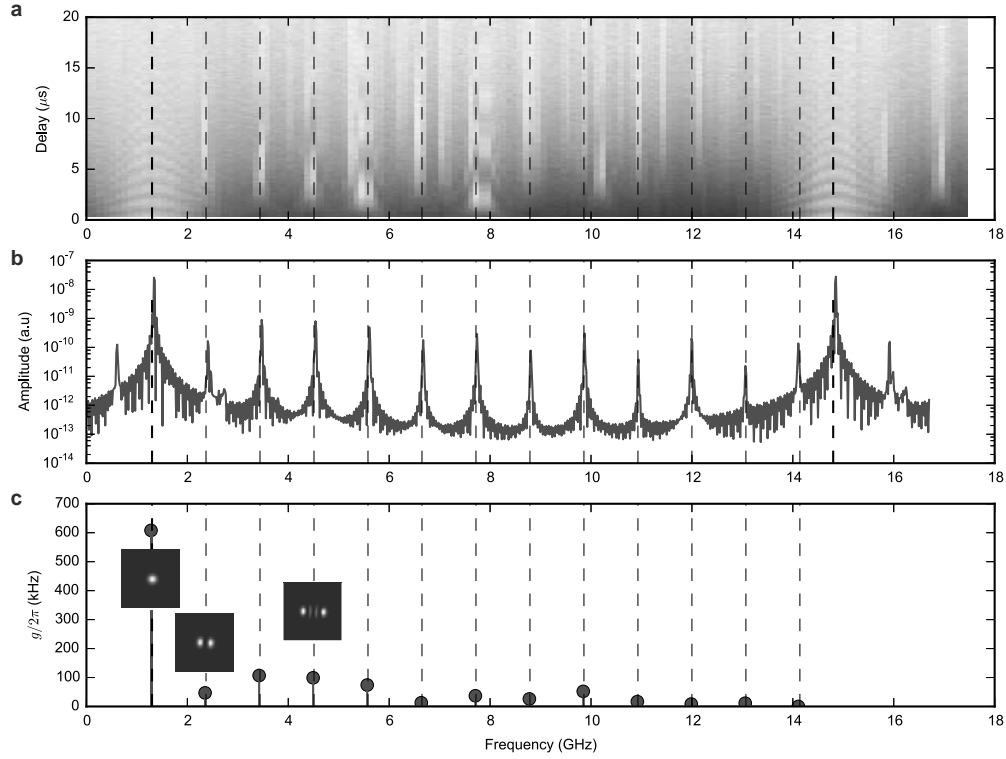 a
20
15
10
5
0
Delay (μs)
0 2 4 6 8 10 12 14 16 18
b
10⁻⁷
10⁻⁸
10⁻⁹
10⁻¹⁰
10⁻¹¹
10⁻¹²
10⁻¹³
10⁻¹⁴
Amplitude (a.u)
0 2 4 6 8 10 12 14 16 18
c
700
600
500
400
300
200
100
0
g/2π (kHz)
0 2 4 6 8 10 12 14 16 18
Frequency (GHz)